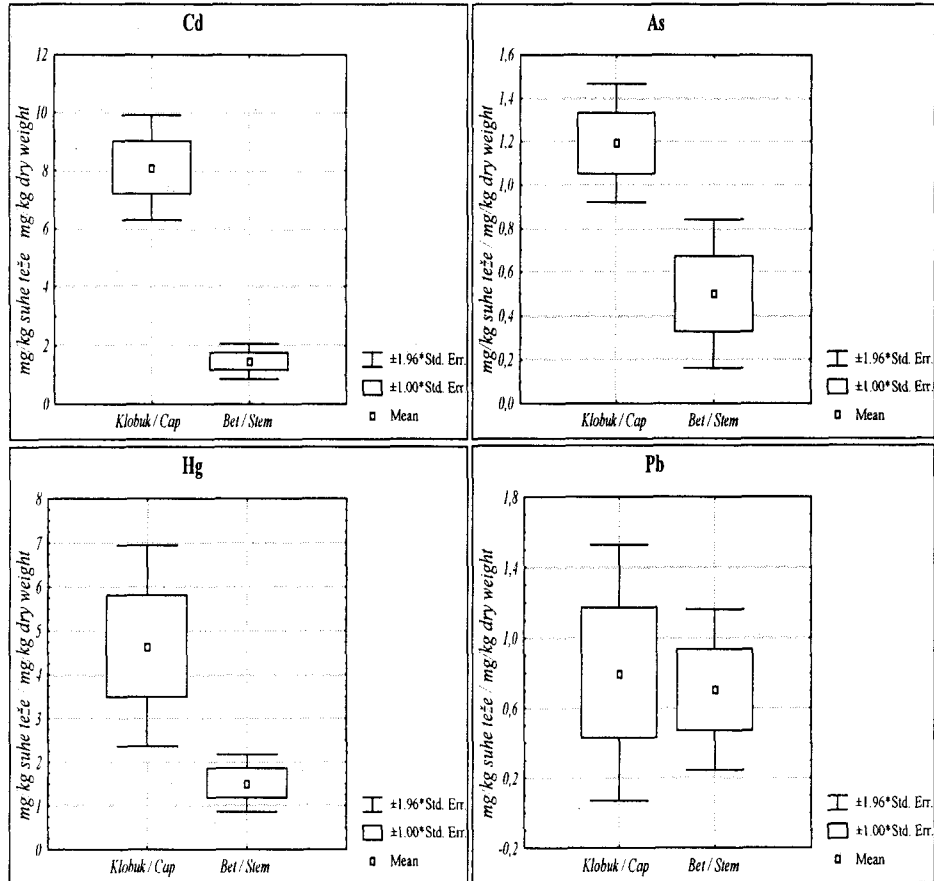 Cd
mg/kg suhe teže mg/kg dry weight
12
10
8
6
4
2
0
Klobuk / Cap
Bet / Stem
±1.96*Std. Err.
±1.00*Std. Err.
Mean
As
mg/kg suhe teže / mg/kg dry weight
1,6
1,4
1,2
1,0
0,8
0,6
0,4
0,2
0,0
Klobuk / Cap
Bet / Stem
±1.96*Std. Err.
±1.00*Std. Err.
Mean
Hg
mg/kg suhe teže mg/kg dry weight
8
7
6
5
4
3
2
1
0
Klobuk / Cap
Bet / Stem
±1.96*Std. Err.
±1.00*Std. Err.
Mean
Pb
mg/kg suhe teže / mg/kg dry weight
1,8
1,4
1,0
0,6
0,2
-0,2
Klobuk / Cap
Bet / Stem
±1.96*Std. Err.
±1.00*Std. Err.
Mean